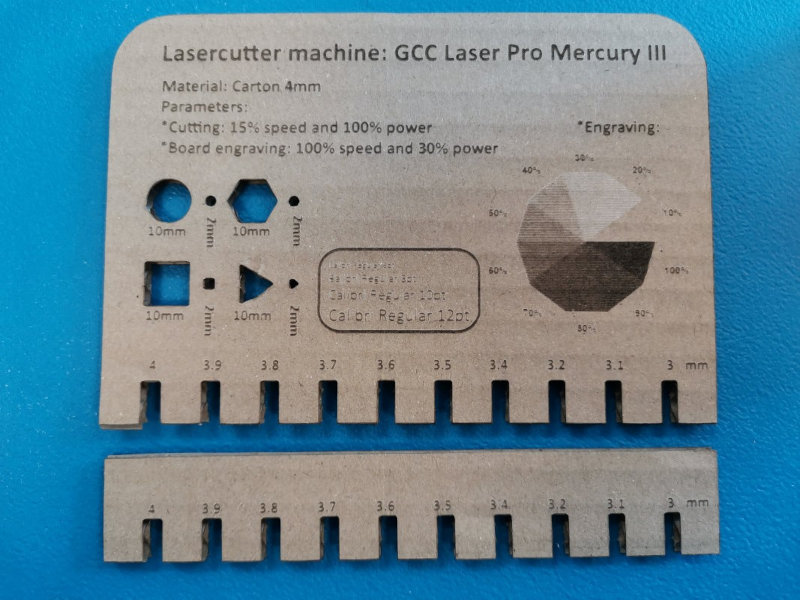 Lasercutter machine: GCC Laser Pro Mercury III
Material: Carton 4mm
Parameters:
*Cutting: 15% speed and 100% power
*Board engraving: 100% speed and 30% power
*Engraving:
10%
20%
30%
40%
50%
60%
70%
80%
90%
100%
10mm 2mm 10mm 2mm
10mm 2mm 10mm 2mm
Regular 8pt
Calibri Regular 10pt
Calibri Regular 12pt
4 3.9 3.8 3.7 3.6 3.5 3.4 3.2 3.1 3 mm
4 3.9 3.8 3.7 3.6 3.5 3.4 3.2 3.1 3 mm